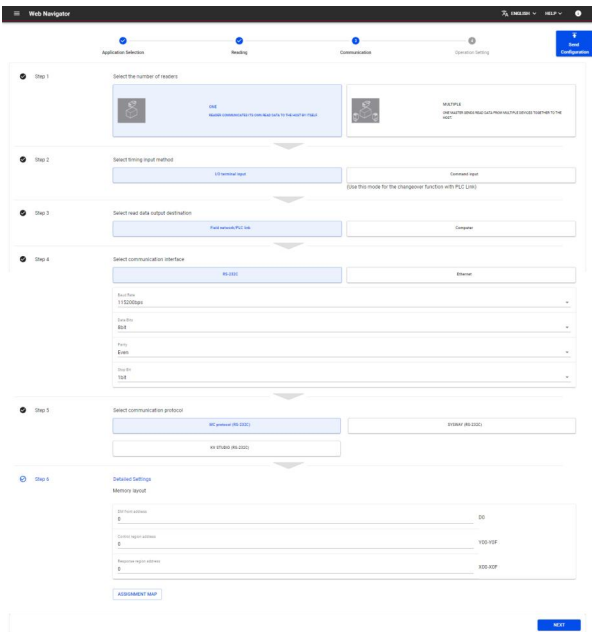 Web Navigator
ENGLISH
HELP
Send
Configuration
Application Selection
Reading
3
Communication
4
Operation Setting
Step 1
Select the number of readers
ONE
READER COMMUNICATES ITS OWN READ DATA TO THE HOST BY ITSELF.
MULTIPLE
ONE MASTER SENDS READ DATA FROM MULTIPLE DEVICES TOGETHER TO THE
HOST.
Step 2
Select timing input method
I/O terminal input
Command input
(Use this mode for the changeover function with PLC Link)
Step 3
Select read data output destination
Field network/PLC link
Computer
Step 4
Select communication interface
RS-232C
Ethernet
Baud Rate
115200bps
Data Bits
8bit
Parity
Even
Stop Bit
1bit
Step 5
Select communication protocol
MC protocol (RS-232C)
SYSWAY (RS-232C)
KV STUDIO (RS-232C)
Step 6
Detailed Settings
Memory layout
DM front address
0
D0
Control region address
0
Y00-Y0F
Response region address
0
X00-X0F
ASSIGNMENT MAP
NEXT